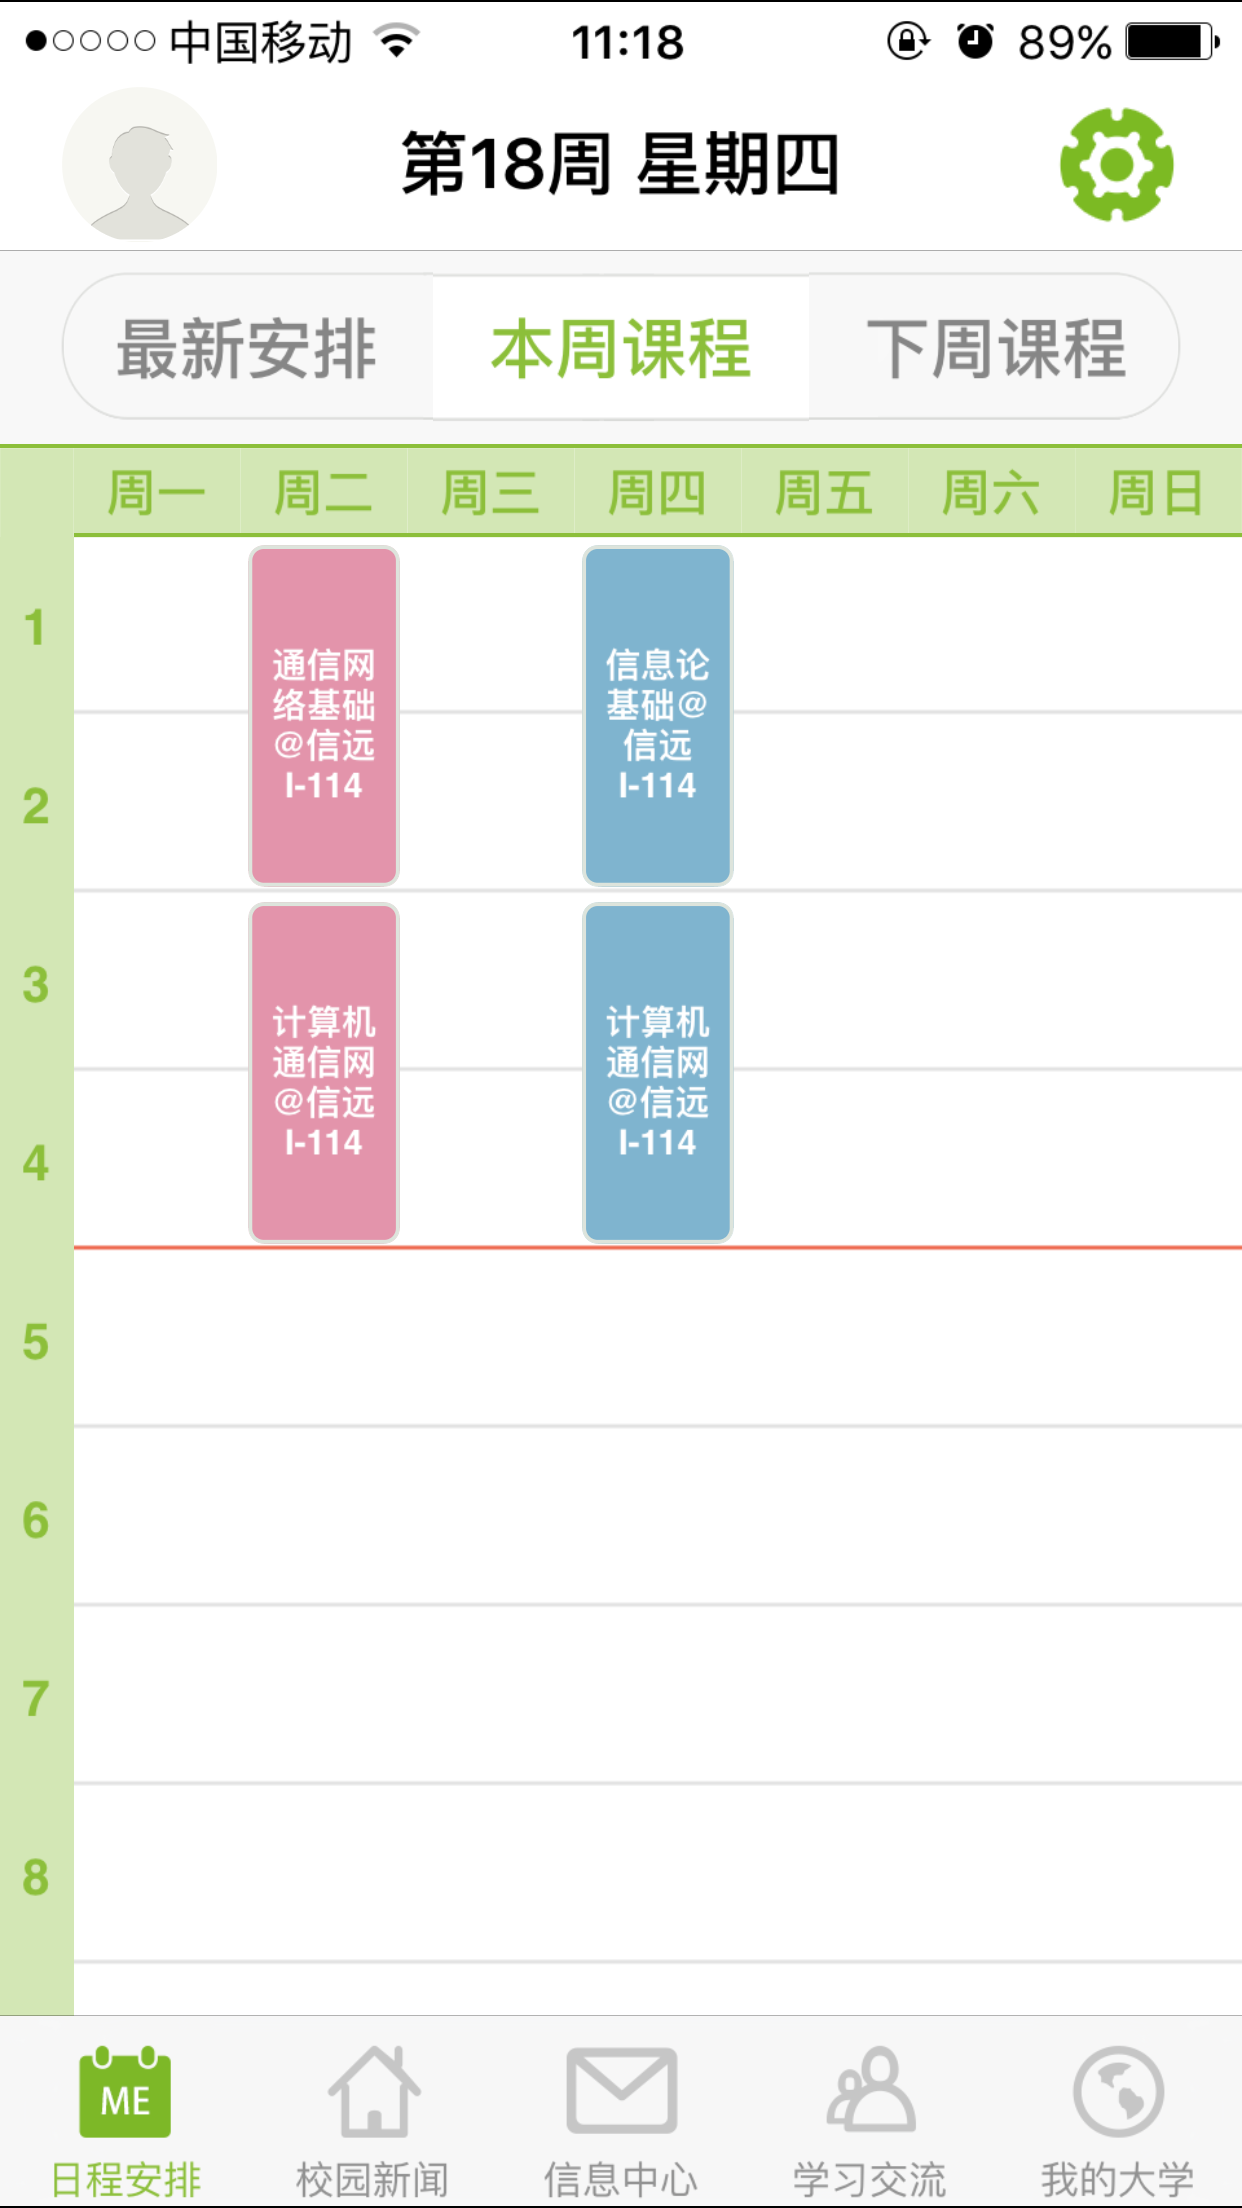 中国移动 11:18 89%
第18周 星期四
最新安排 本周课程 下周课程
周一 周二 周三 周四 周五 周六 周日
1
通信网
络基础
@信远
I-114
信息论
基础@
信远
I-114
2
3
计算机
通信网
@信远
I-114
计算机
通信网
@信远
I-114
4
5
6
7
8
ME
日程安排 校园新闻 信息中心 学习交流 我的大学